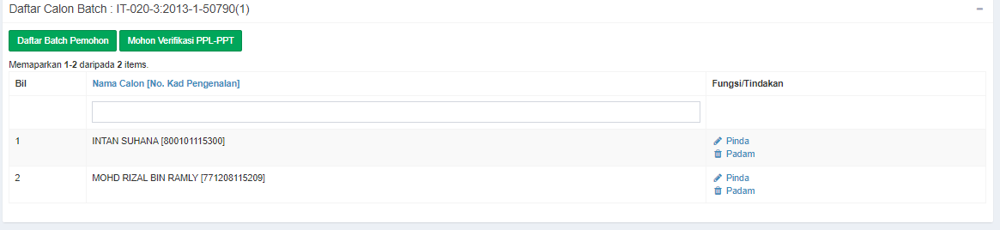 Daftar Calon Batch : IT-020-3:2013-1-50790(1)
Daftar Batch Pemohon Mohon Verifikasi PPL-PPT
Memaparkan 1-2 daripada 2 items.
Bil Nama Calon [No. Kad Pengenalan] Fungsi/Tindakan
1 INTAN SUHANA [800101115300] Pinda
Padam
2 MOHD RIZAL BIN RAMLY [771208115209] Pinda
Padam